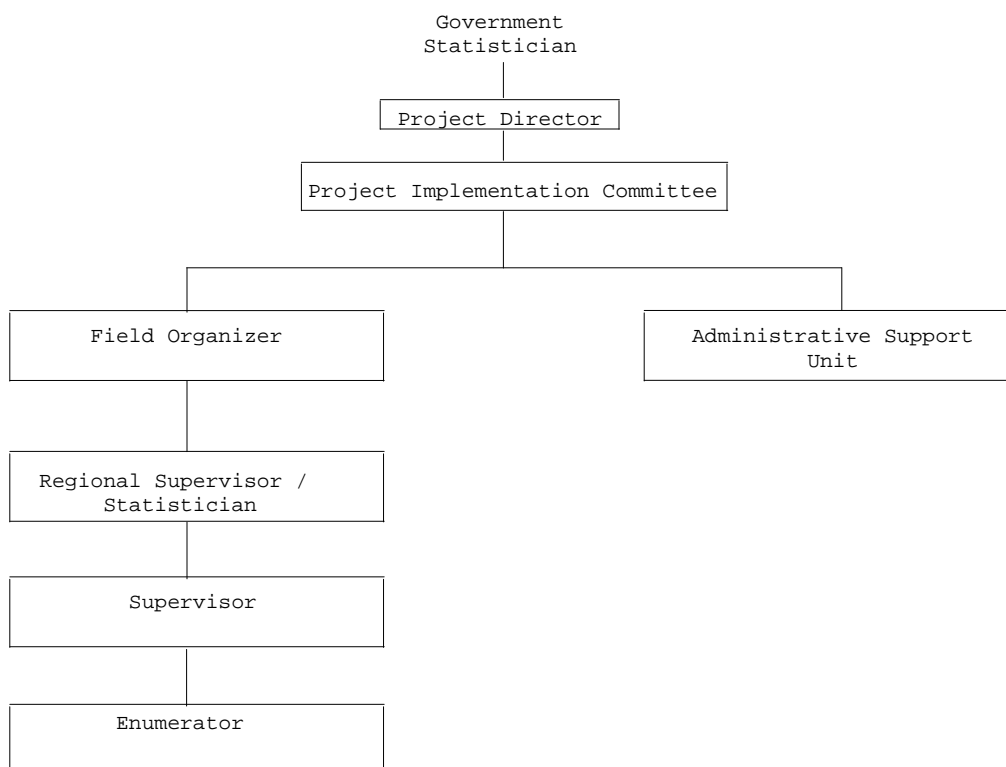 Government
Statistician
Project Director
Project Implementation Committee
Field Organizer
Administrative Support
Unit
Regional Supervisor /
Statistician
Supervisor
Enumerator